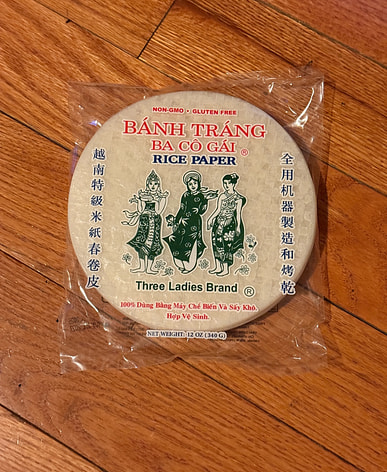 NON-GMO • GLUTEN FREE
BÁNH TRÁNG
BA CÔ GÁI ®
RICE PAPER
越南特級米紙春卷皮
全用机器製造和烤乾
Three Ladies Brand ®
100% Dùng Bằng Máy Chế Biến Và Sấy Khô.
Hợp Vệ Sinh.
NET WEIGHT: 12 OZ (340 G)